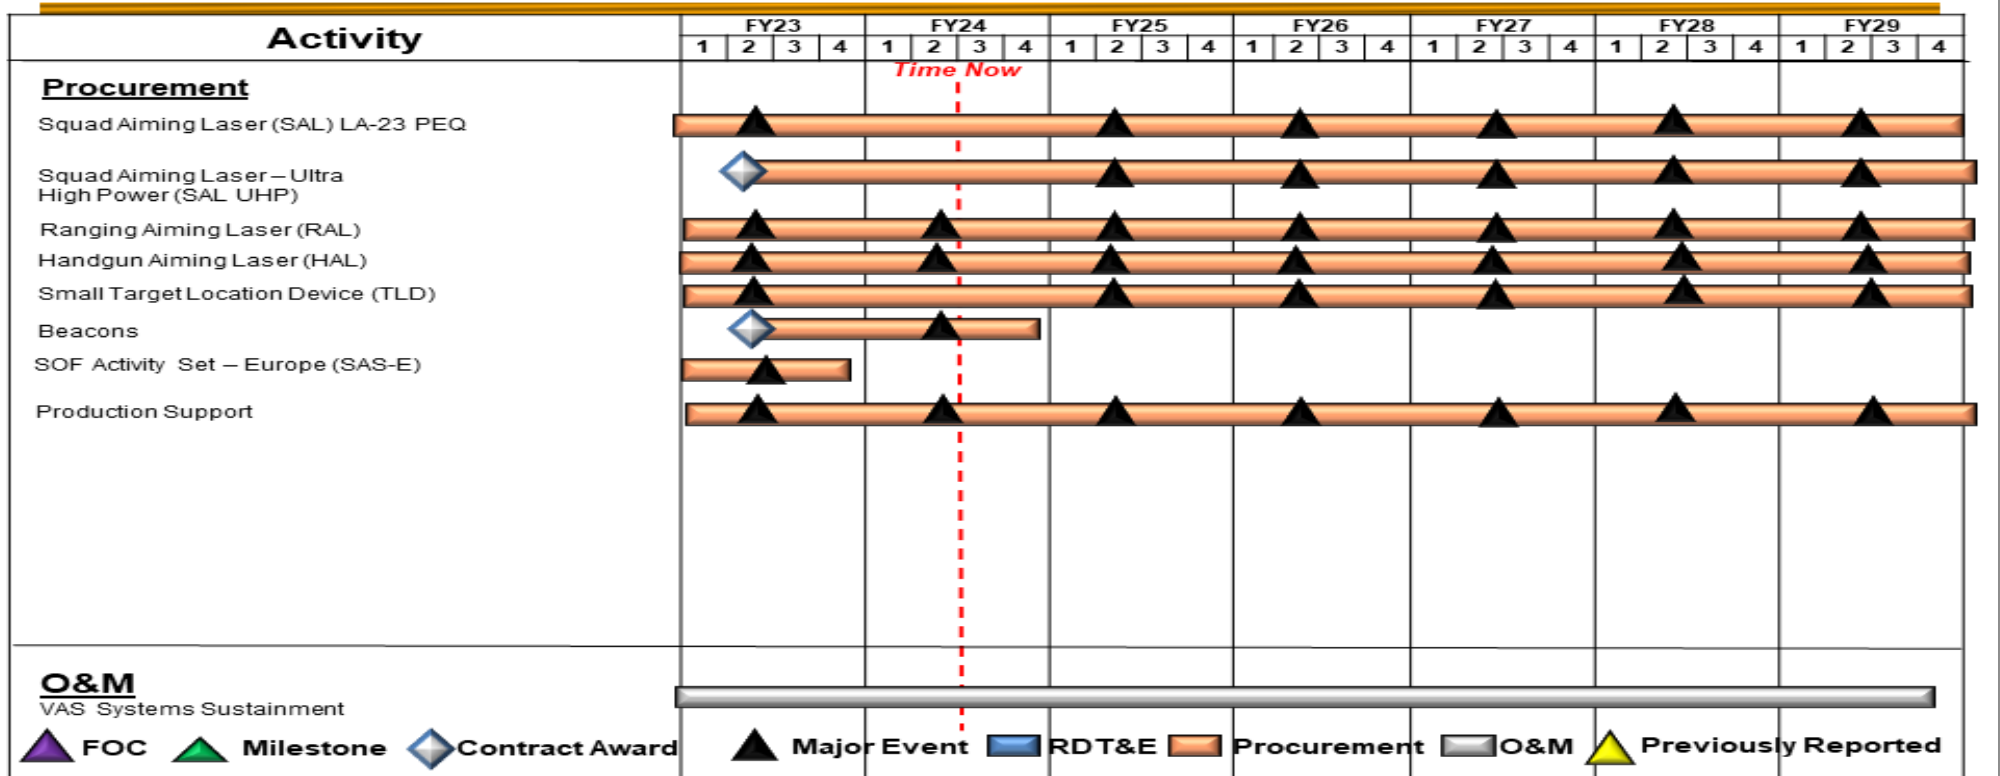 Activity
FY23 FY24 FY25 FY26 FY27 FY28 FY29
1 2 3 4 1 2 3 4 1 2 3 4 1 2 3 4 1 2 3 4 1 2 3 4 1 2 3 4
Time Now
Procurement
Squad Aiming Laser (SAL) LA-23 PEQ
Squad Aiming Laser – Ultra
High Power (SAL UHP)
Ranging Aiming Laser (RAL)
Handgun Aiming Laser (HAL)
Small Target Location Device (TLD)
Beacons
SOF Activity Set – Europe (SAS-E)
Production Support
O&M
VAS Systems Sustainment
FOC Milestone Contract Award Major Event RDT&E Procurement O&M Previously Reported